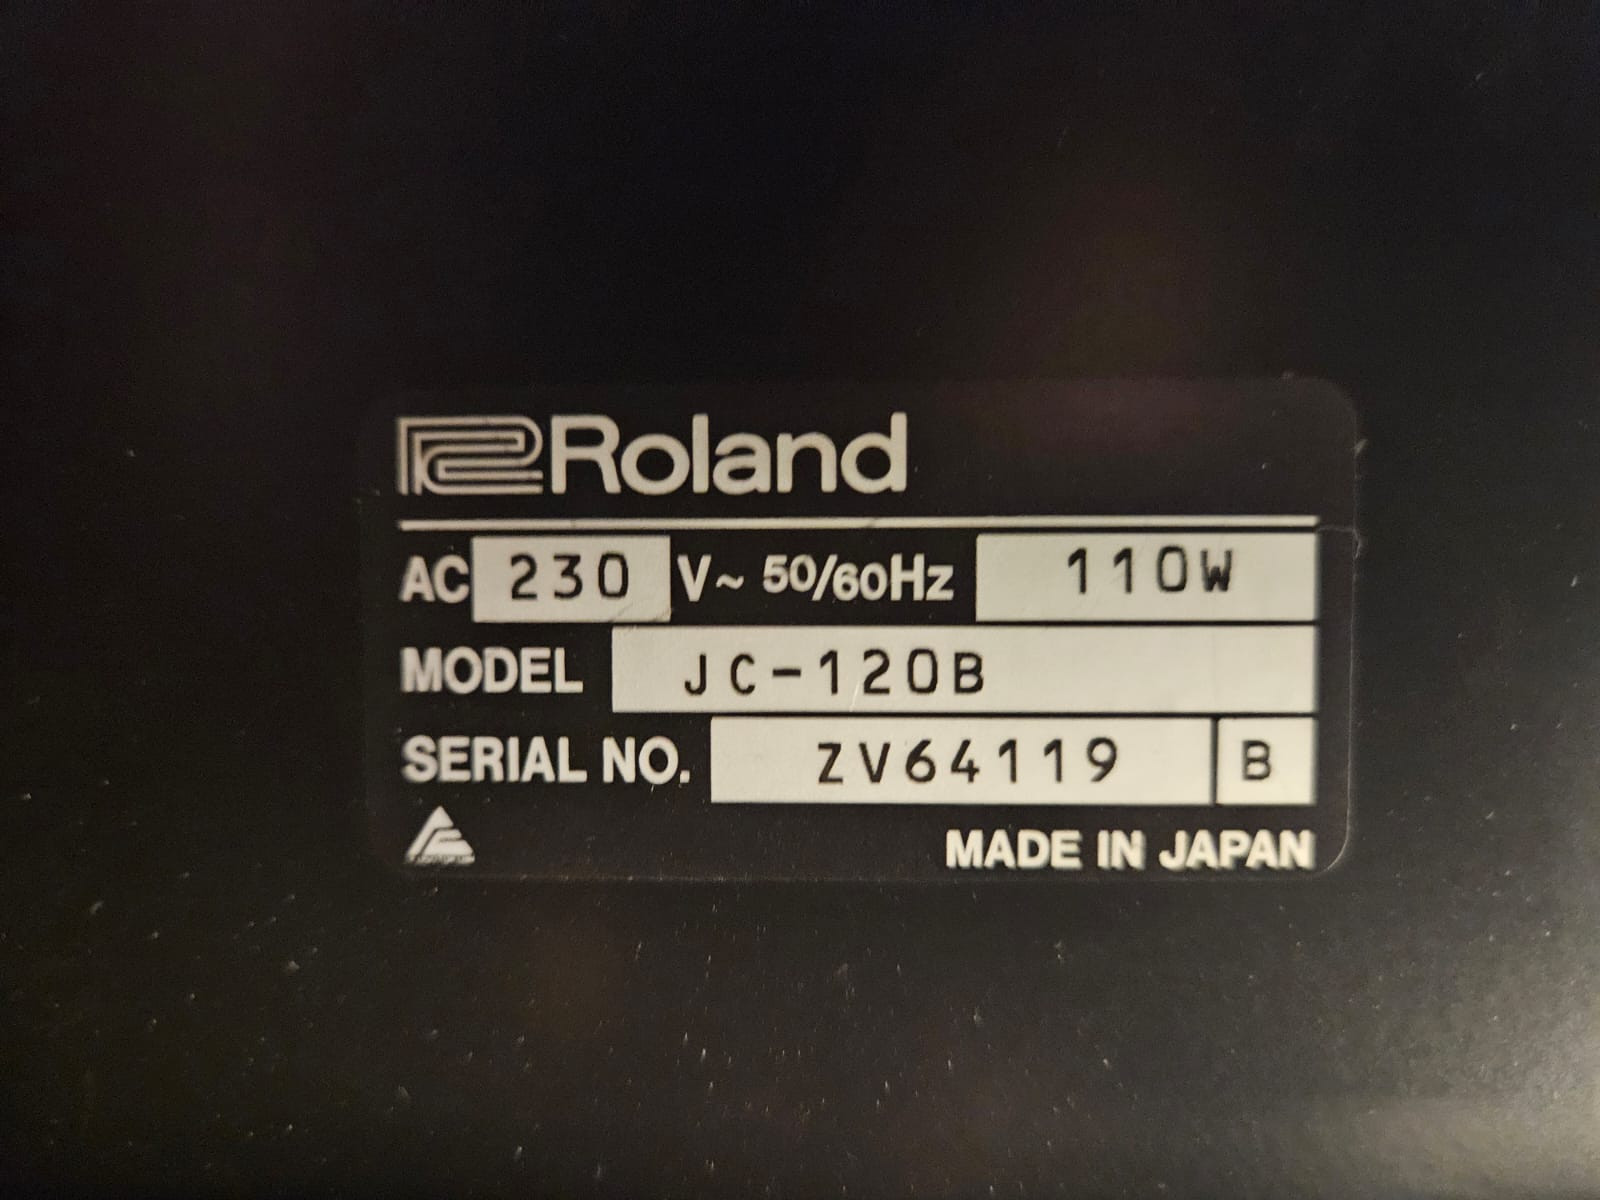 Roland
AC 230 V~ 50/60Hz 110W
MODEL JC-120B
SERIAL NO. ZV64119 B
MADE IN JAPAN